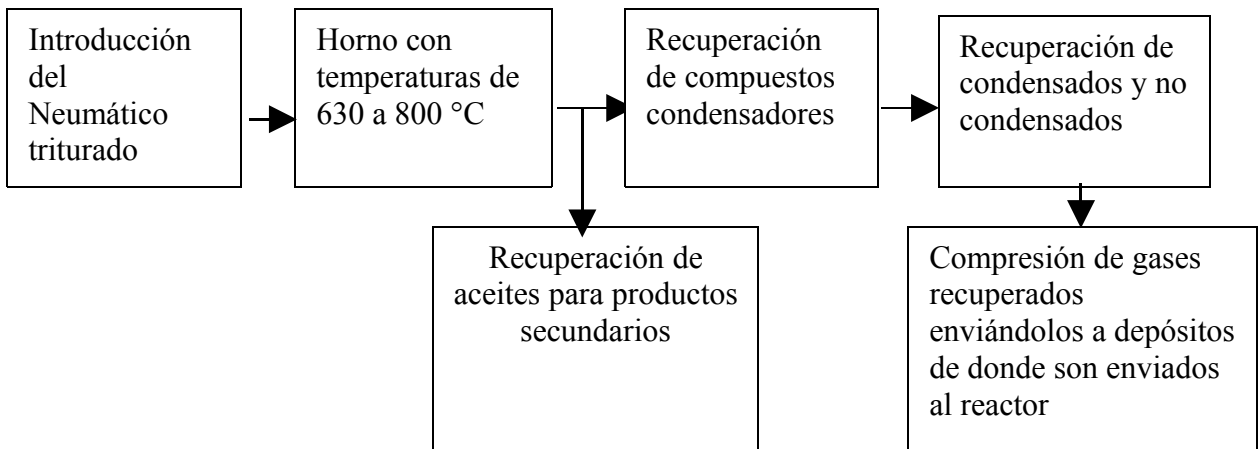 Introducción
del
Neumático
triturado
Horno con
temperaturas de
630 a 800 °C
Recuperación
de compuestos
condensadores
Recuperación de
condensados y no
condensados
Recuperación de
aceites para productos
secundarios
Compresión de gases
recuperados
enviándolos a depósitos
de donde son enviados
al reactor